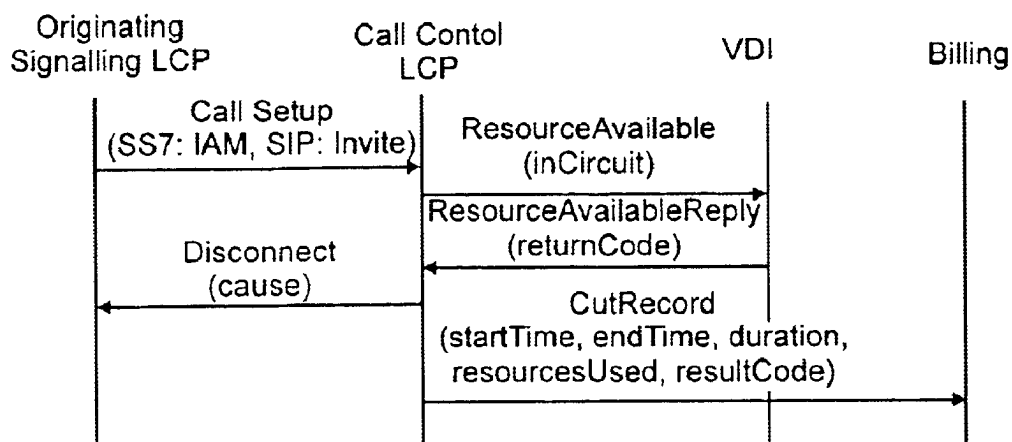 Originating
Signalling LCP
Call Contol
LCP
VDI
Billing
Call Setup
(SS7: IAM, SIP: Invite)
ResourceAvailable
(inCircuit)
ResourceAvailableReply
(returnCode)
Disconnect
(cause)
CutRecord
(startTime, endTime, duration,
resourcesUsed, resultCode)